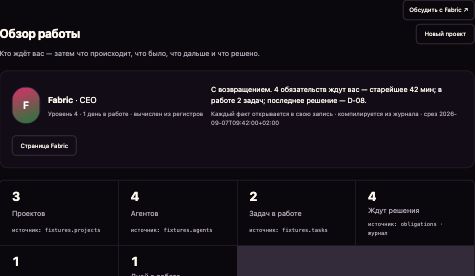 Обсудить с Fabric ↗
Обзор работы
Новый проект
Кто ждёт вас — затем что происходит, что было, что дальше и что решено.
F
Fabric · CEO
Уровень 4 · 1 день в работе · вычислен из регистров
С возвращением. 4 обязательств ждут вас — старейшее 42 мин; в
работе 2 задач; последнее решение — D-08.
Каждый факт открывается в свою запись · компилируется из журнала · срез 2026-
09-07T09:42:00+02:00
Страница Fabric
3
Проектов
источник: fixtures.projects
4
Агентов
источник: fixtures.agents
2
Задач в работе
источник: fixtures.tasks
4
Ждут решения
источник: obligations ·
журнал
1
1